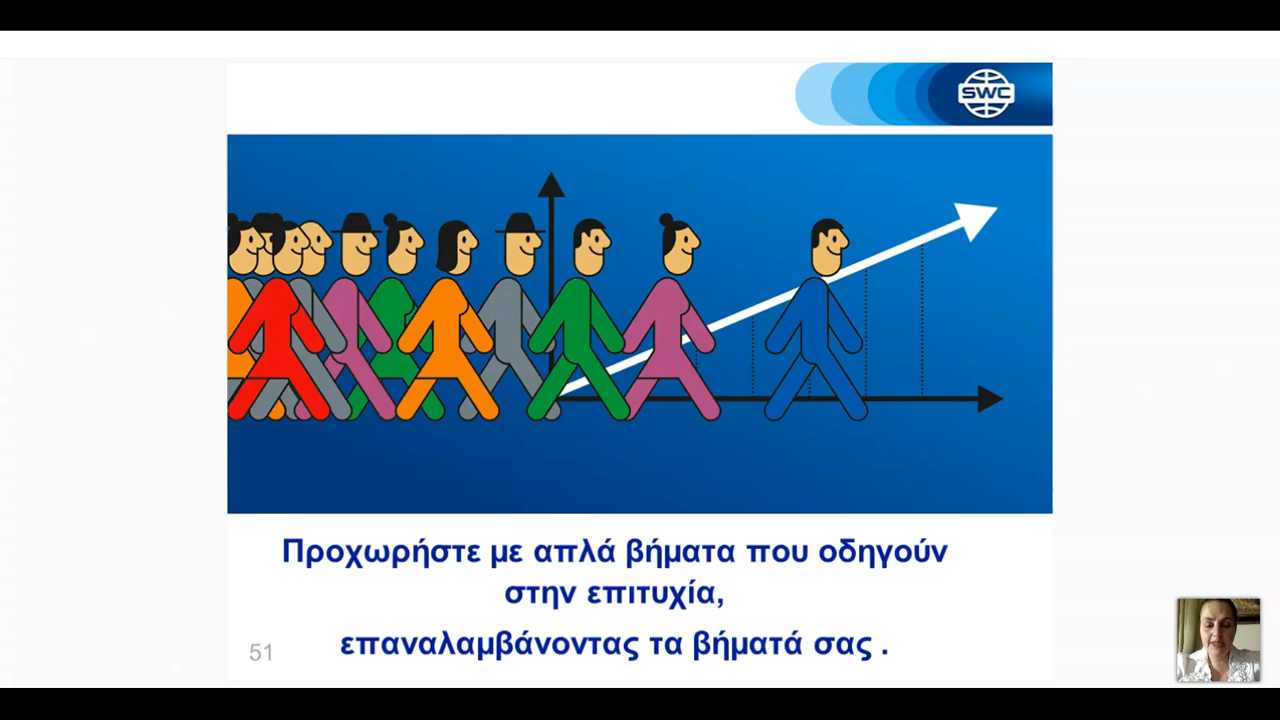 SWC
Προχωρήστε με απλά βήματα που οδηγούν
στην επιτυχία,
επαναλαμβάνοντας τα βήματά σας .
51